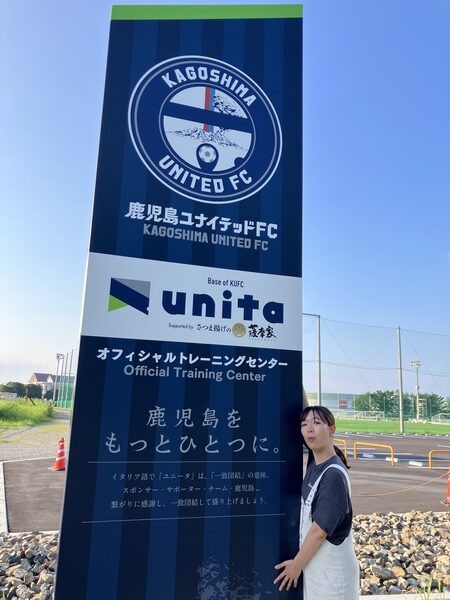 KAGOSHIMA
UNITED FC
鹿児島ユナイテッドFC
KAGOSHIMA UNITED FC
Base of KUFC
unita
Supported by さつま揚げの 薩摩家
オフィシャルトレーニングセンター
Official Training Center
鹿児島を
もっとひとつに。
イタリア語で「ユニータ」は、「一致団結」の意味。
スポンサー・サポーター・チーム・鹿児島。
繋がりに感謝し、一致団結して盛り上げましょう。